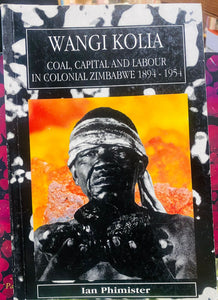 WANGI KOLIA
COAL, CAPITAL AND LABOUR
IN COLONIAL ZIMBABWE 1894 - 1954
Ian Phimister